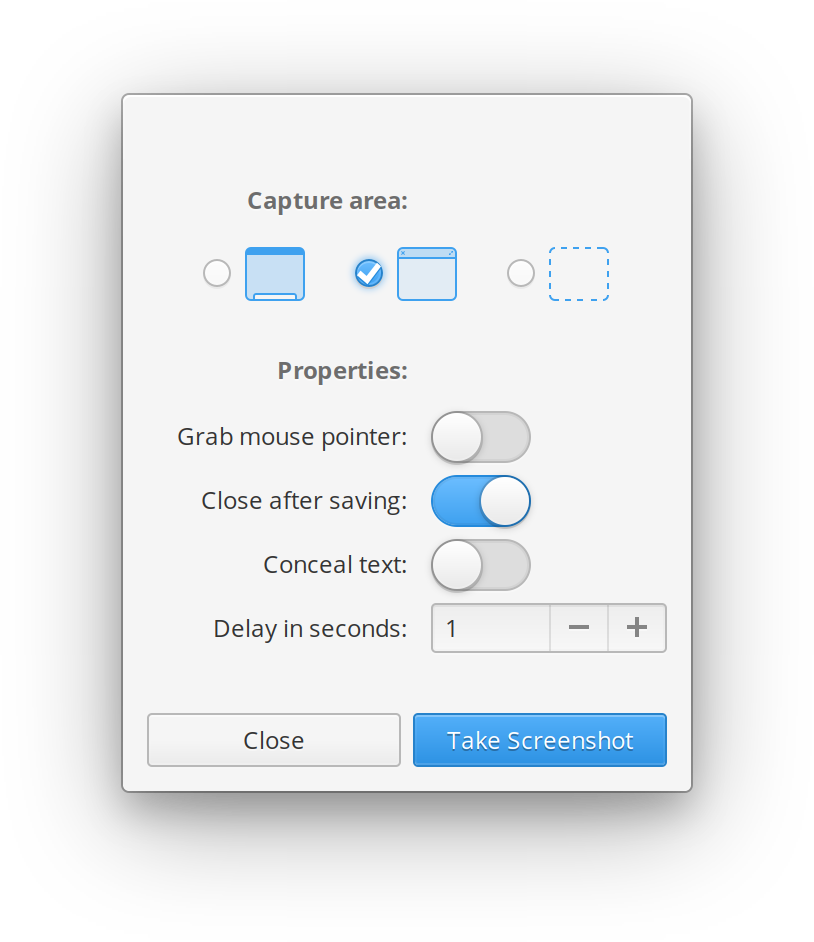 Capture area:
Properties:
Grab mouse pointer:
Close after saving:
Conceal text:
Delay in seconds: 1
Close Take Screenshot